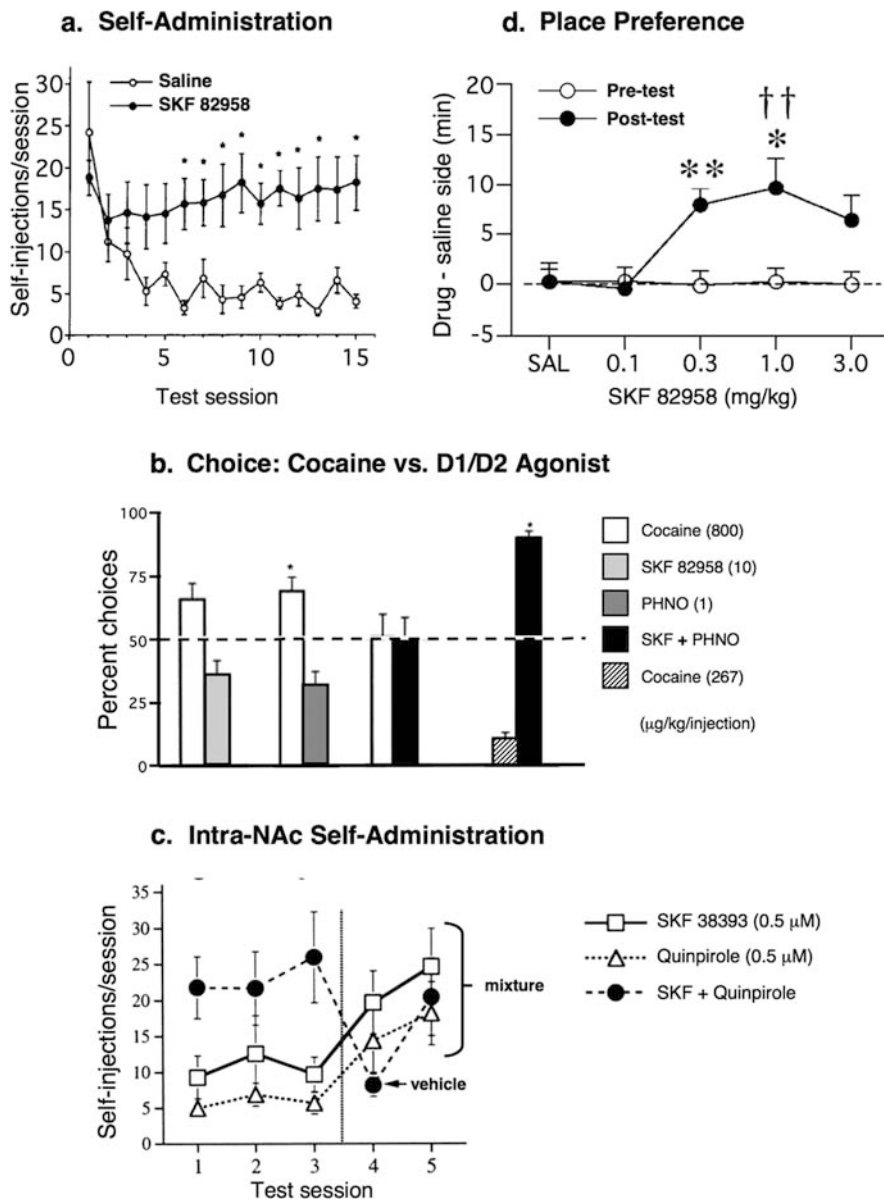 a. Self-Administration
Saline
SKF 82958
Self-injections/session
30
25
20
15
10
5
0
* * * * * * * * *
0 5 10 15
Test session
d. Place Preference
Pre-test
Post-test
Drug - saline side (min)
20
15
10
5
0
-5
* *
† †
*
SAL 0.1 0.3 1.0 3.0
SKF 82958 (mg/kg)
b. Choice: Cocaine vs. D1/D2 Agonist
Percent choices
100
75
50
25
0
*
*
Cocaine (800)
SKF 82958 (10)
PHNO (1)
SKF + PHNO
Cocaine (267)
(µg/kg/injection)
c. Intra-NAc Self-Administration
Self-injections/session
35
30
25
20
15
10
5
0
mixture
vehicle
1 2 3 4 5
Test session
SKF 38393 (0.5 µM)
Quinpirole (0.5 µM)
SKF + Quinpirole